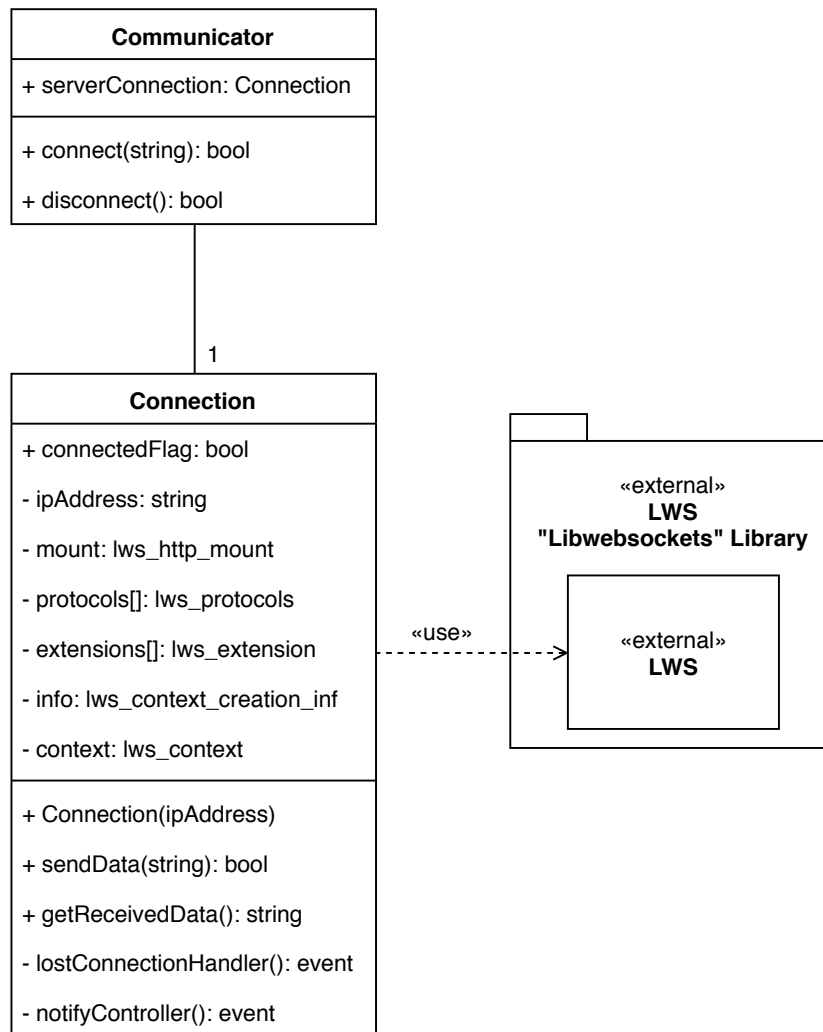 Communicator
+ serverConnection: Connection
+ connect(string): bool
+ disconnect(): bool
1
Connection
+ connectedFlag: bool
- ipAddress: string
- mount: lws_http_mount
- protocols[]: lws_protocols
- extensions[]: lws_extension
- info: lws_context_creation_inf
- context: lws_context
+ Connection(ipAddress)
+ sendData(string): bool
+ getReceivedData(): string
- lostConnectionHandler(): event
- notifyController(): event
«use»
«external»
LWS
"Libwebsockets" Library
«external»
LWS